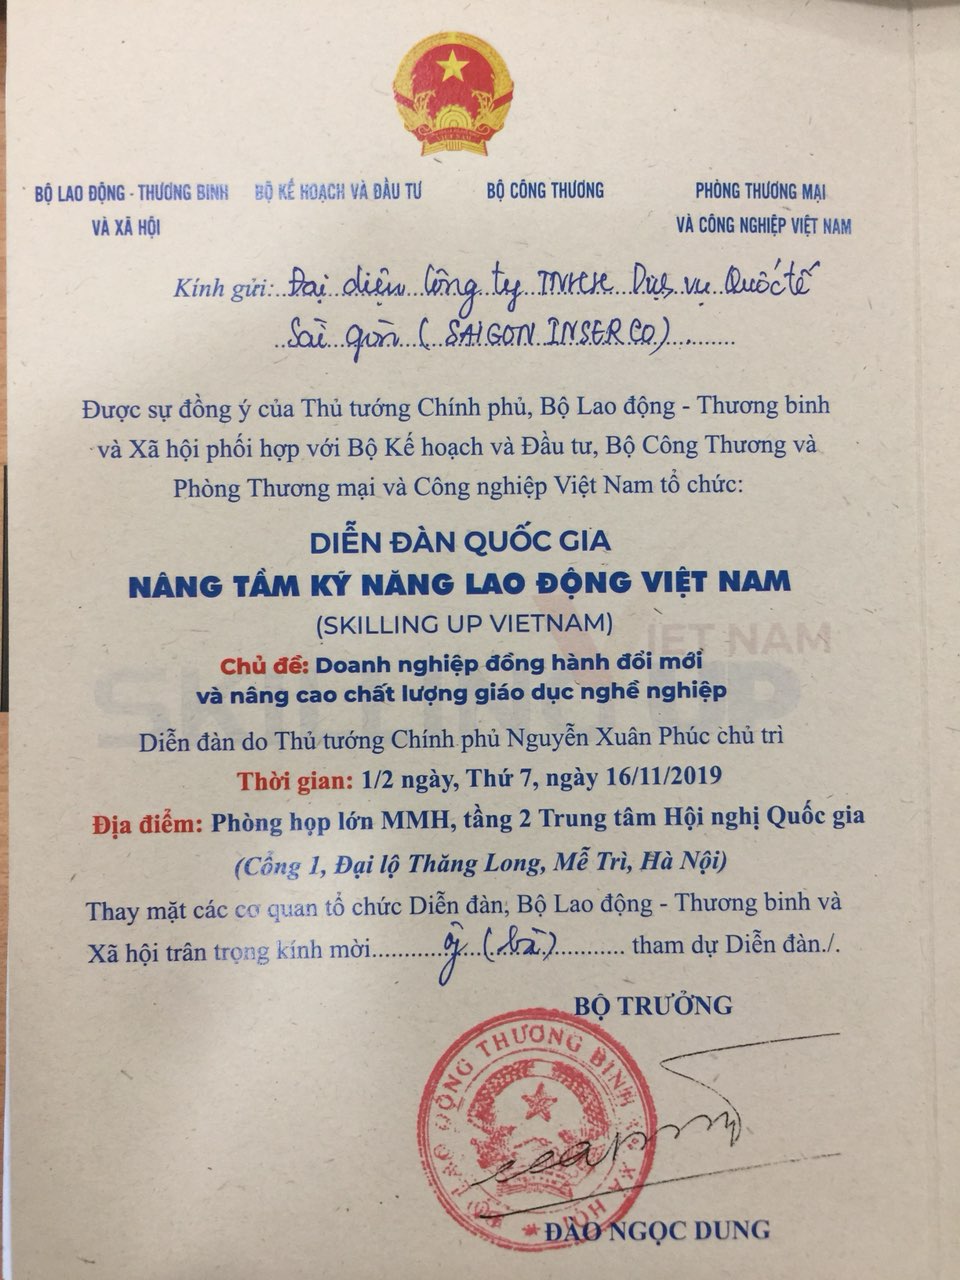 BỘ LAO ĐỘNG - THƯƠNG BINH VÀ XÃ HỘI
BỘ KẾ HOẠCH VÀ ĐẦU TƯ
BỘ CÔNG THƯƠNG
PHÒNG THƯƠNG MẠI VÀ CÔNG NGHIỆP VIỆT NAM
Kính gửi: Đại diện Công ty TNHH Dịch vụ Quốc tế
Sài gòn (SAIGON INSERCO)
Được sự đồng ý của Thủ tướng Chính phủ, Bộ Lao động - Thương binh
và Xã hội phối hợp với Bộ Kế hoạch và Đầu tư, Bộ Công Thương và
Phòng Thương mại và Công nghiệp Việt Nam tổ chức:
DIỄN ĐÀN QUỐC GIA
NÂNG TẦM KỸ NĂNG LAO ĐỘNG VIỆT NAM
(SKILLING UP VIETNAM)
Chủ đề: Doanh nghiệp đồng hành đổi mới
và nâng cao chất lượng giáo dục nghề nghiệp
Diễn đàn do Thủ tướng Chính phủ Nguyễn Xuân Phúc chủ trì
Thời gian: 1/2 ngày, Thứ 7, ngày 16/11/2019
Địa điểm: Phòng họp lớn MMH, tầng 2 Trung tâm Hội nghị Quốc gia
(Cổng 1, Đại lộ Thăng Long, Mễ Trì, Hà Nội)
Thay mặt các cơ quan tổ chức Diễn đàn, Bộ Lao động - Thương binh và
Xã hội trân trọng kính mời.......... (bà).......... tham dự Diễn đàn./.
BỘ TRƯỞNG
BỘ LAO ĐỘNG THƯƠNG BINH VÀ XÃ HỘI
ĐÀO NGỌC DUNG